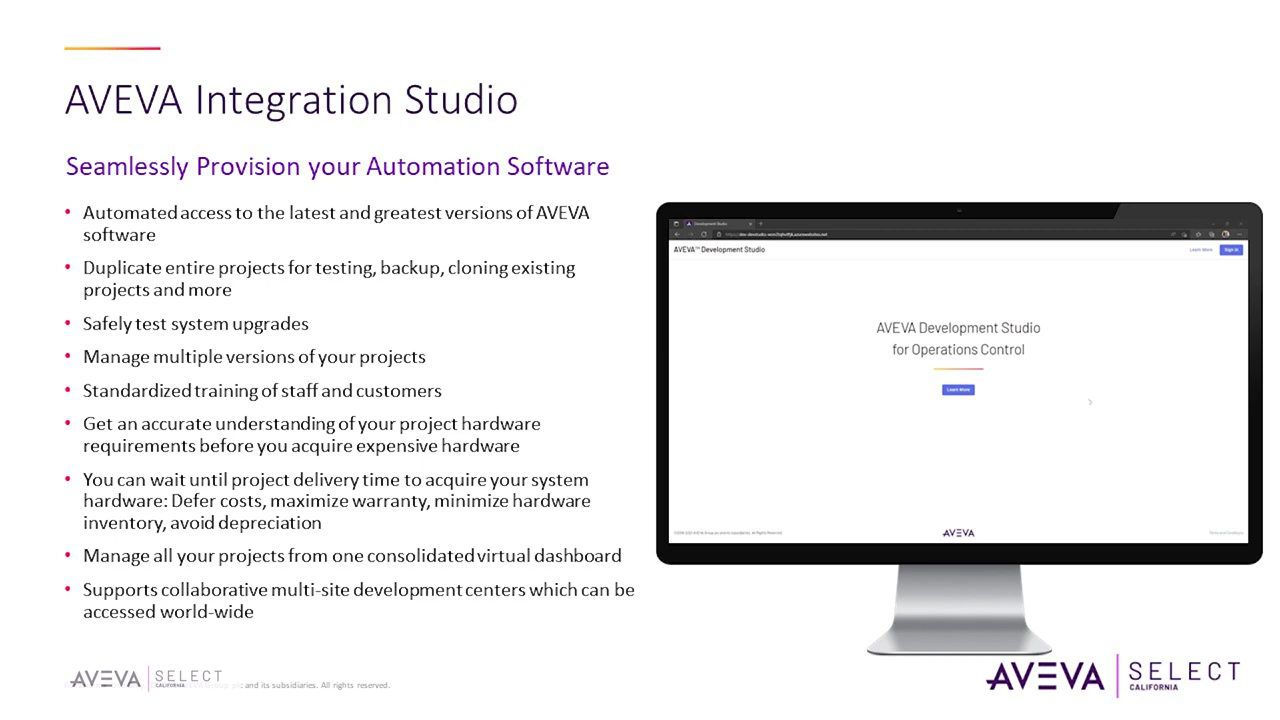 AVEVA Integration Studio
Seamlessly Provision your Automation Software
• Automated access to the latest and greatest versions of AVEVA
software
• Duplicate entire projects for testing, backup, cloning existing
projects and more
• Safely test system upgrades
• Manage multiple versions of your projects
• Standardized training of staff and customers
• Get an accurate understanding of your project hardware
requirements before you acquire expensive hardware
• You can wait until project delivery time to acquire your system
hardware: Defer costs, maximize warranty, minimize hardware
inventory, avoid depreciation
• Manage all your projects from one consolidated virtual dashboard
• Supports collaborative multi-site development centers which can be
accessed world-wide
Development Studio
AVEVA™ Development Studio
Learn More
Sign In
AVEVA Development Studio
for Operations Control
Learn More
AVEVA
Terms and Conditions
AVEVA SELECT
CALIFORNIA
and its subsidiaries. All rights reserved.
AVEVA SELECT
CALIFORNIA